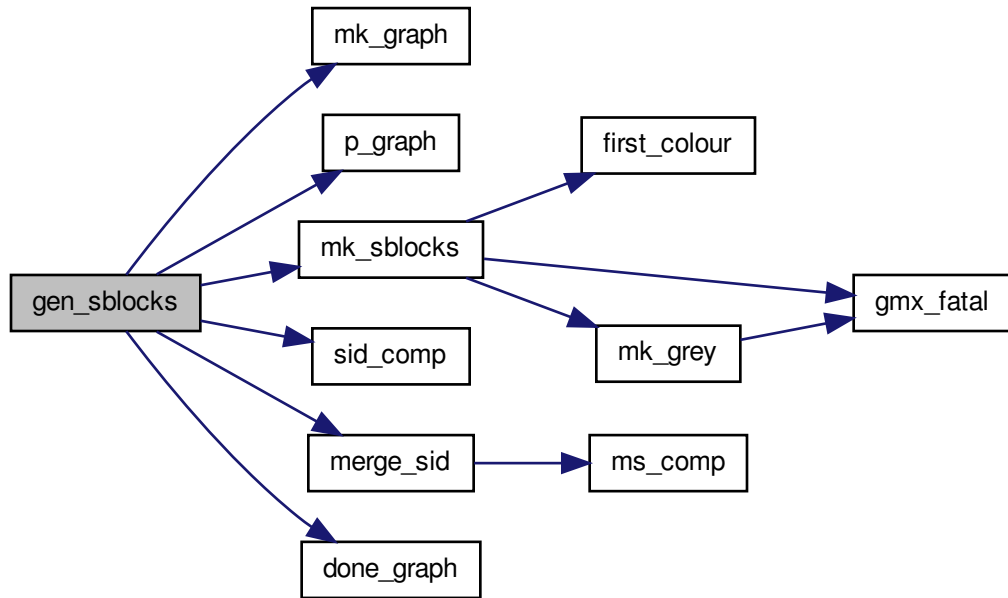 mk_graph
p_graph
first_colour
mk_sblocks
gen_sblocks
gmx_fatal
sid_comp
mk_grey
merge_sid
ms_comp
done_graph